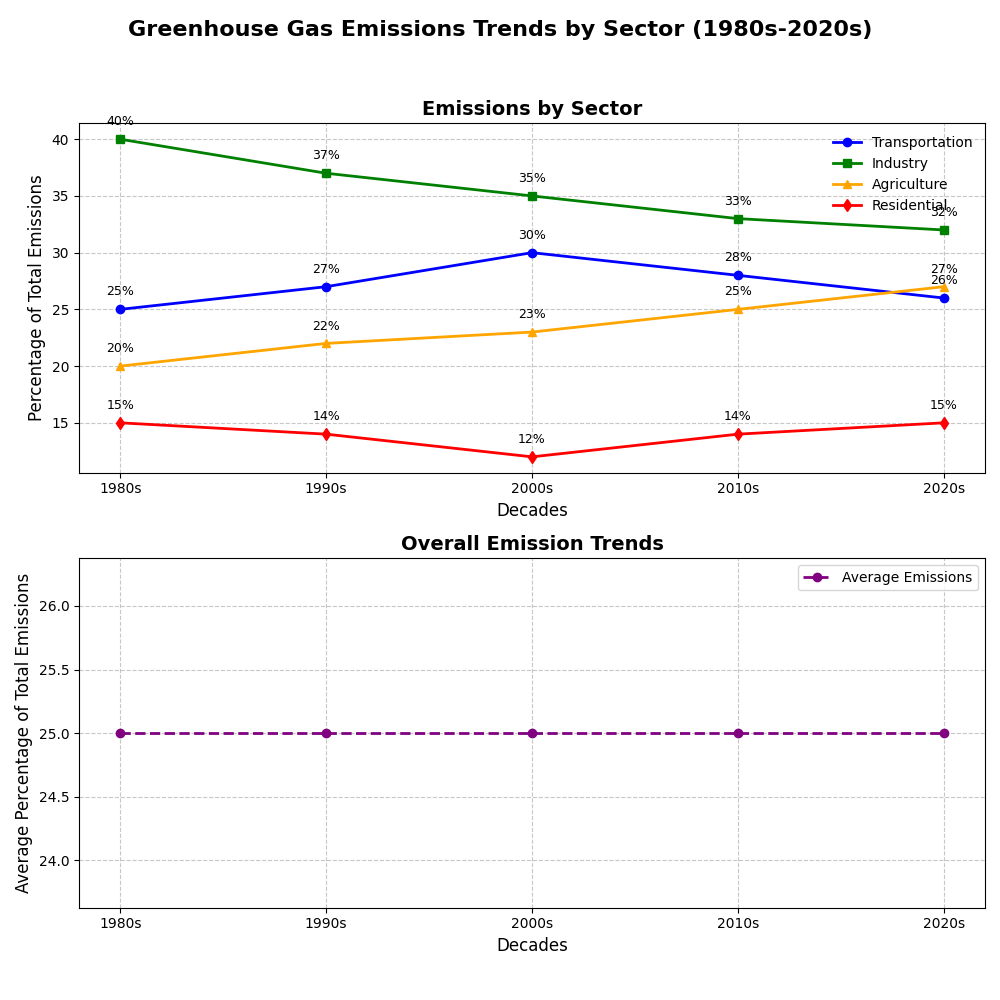 Greenhouse Gas Emissions Trends by Sector (1980s-2020s)
Emissions by Sector
Percentage of Total Emissions
40
35
30
25
20
15
Transportation
Industry
Agriculture
Residential
40%
37%
35%
33%
32%
25%
27%
30%
28%
26%
20%
22%
23%
25%
27%
15%
14%
12%
14%
15%
1980s
1990s
2000s
2010s
2020s
Decades
Overall Emission Trends
Average Percentage of Total Emissions
26.0
25.5
25.0
24.5
24.0
Average Emissions
1980s
1990s
2000s
2010s
2020s
Decades